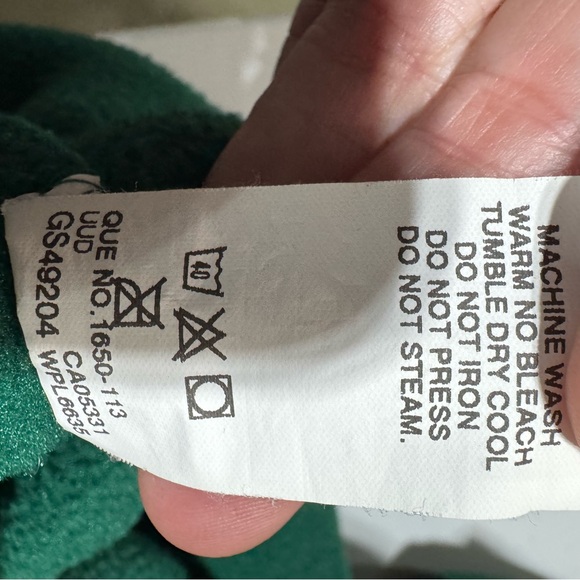 MACHINE WASH
WARM NO BLEACH
TUMBLE DRY COOL
DO NOT IRON
DO NOT PRESS
DO NOT STEAM.
40
QUE NO.1650-113
UUD CA05331
GS49204 WPL6635